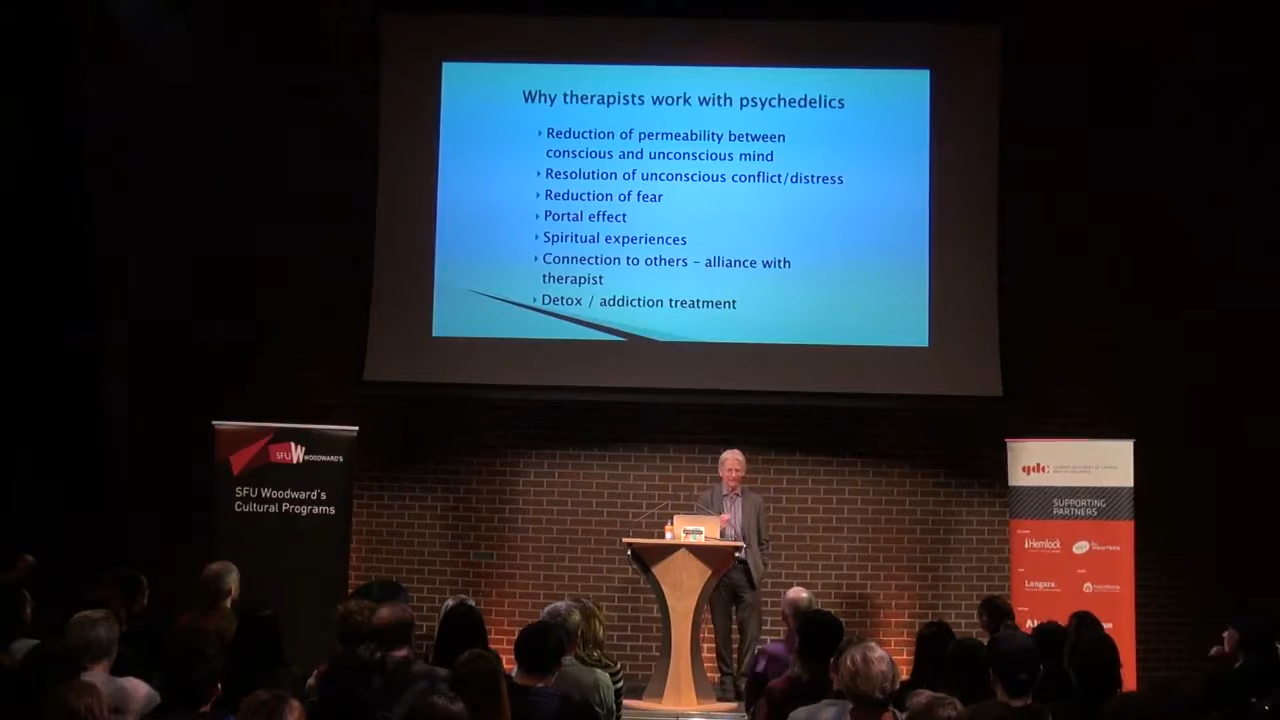 Why therapists work with psychedelics
Reduction of permeability between
conscious and unconscious mind
Resolution of unconscious conflict/distress
Reduction of fear
Portal effect
Spiritual experiences
Connection to others – alliance with
therapist
Detox / addiction treatment
SFU W WOODWARD'S
SFU Woodward's
Cultural Programs
gdc
SUPPORTING
PARTNERS
Hemlock
Langara.